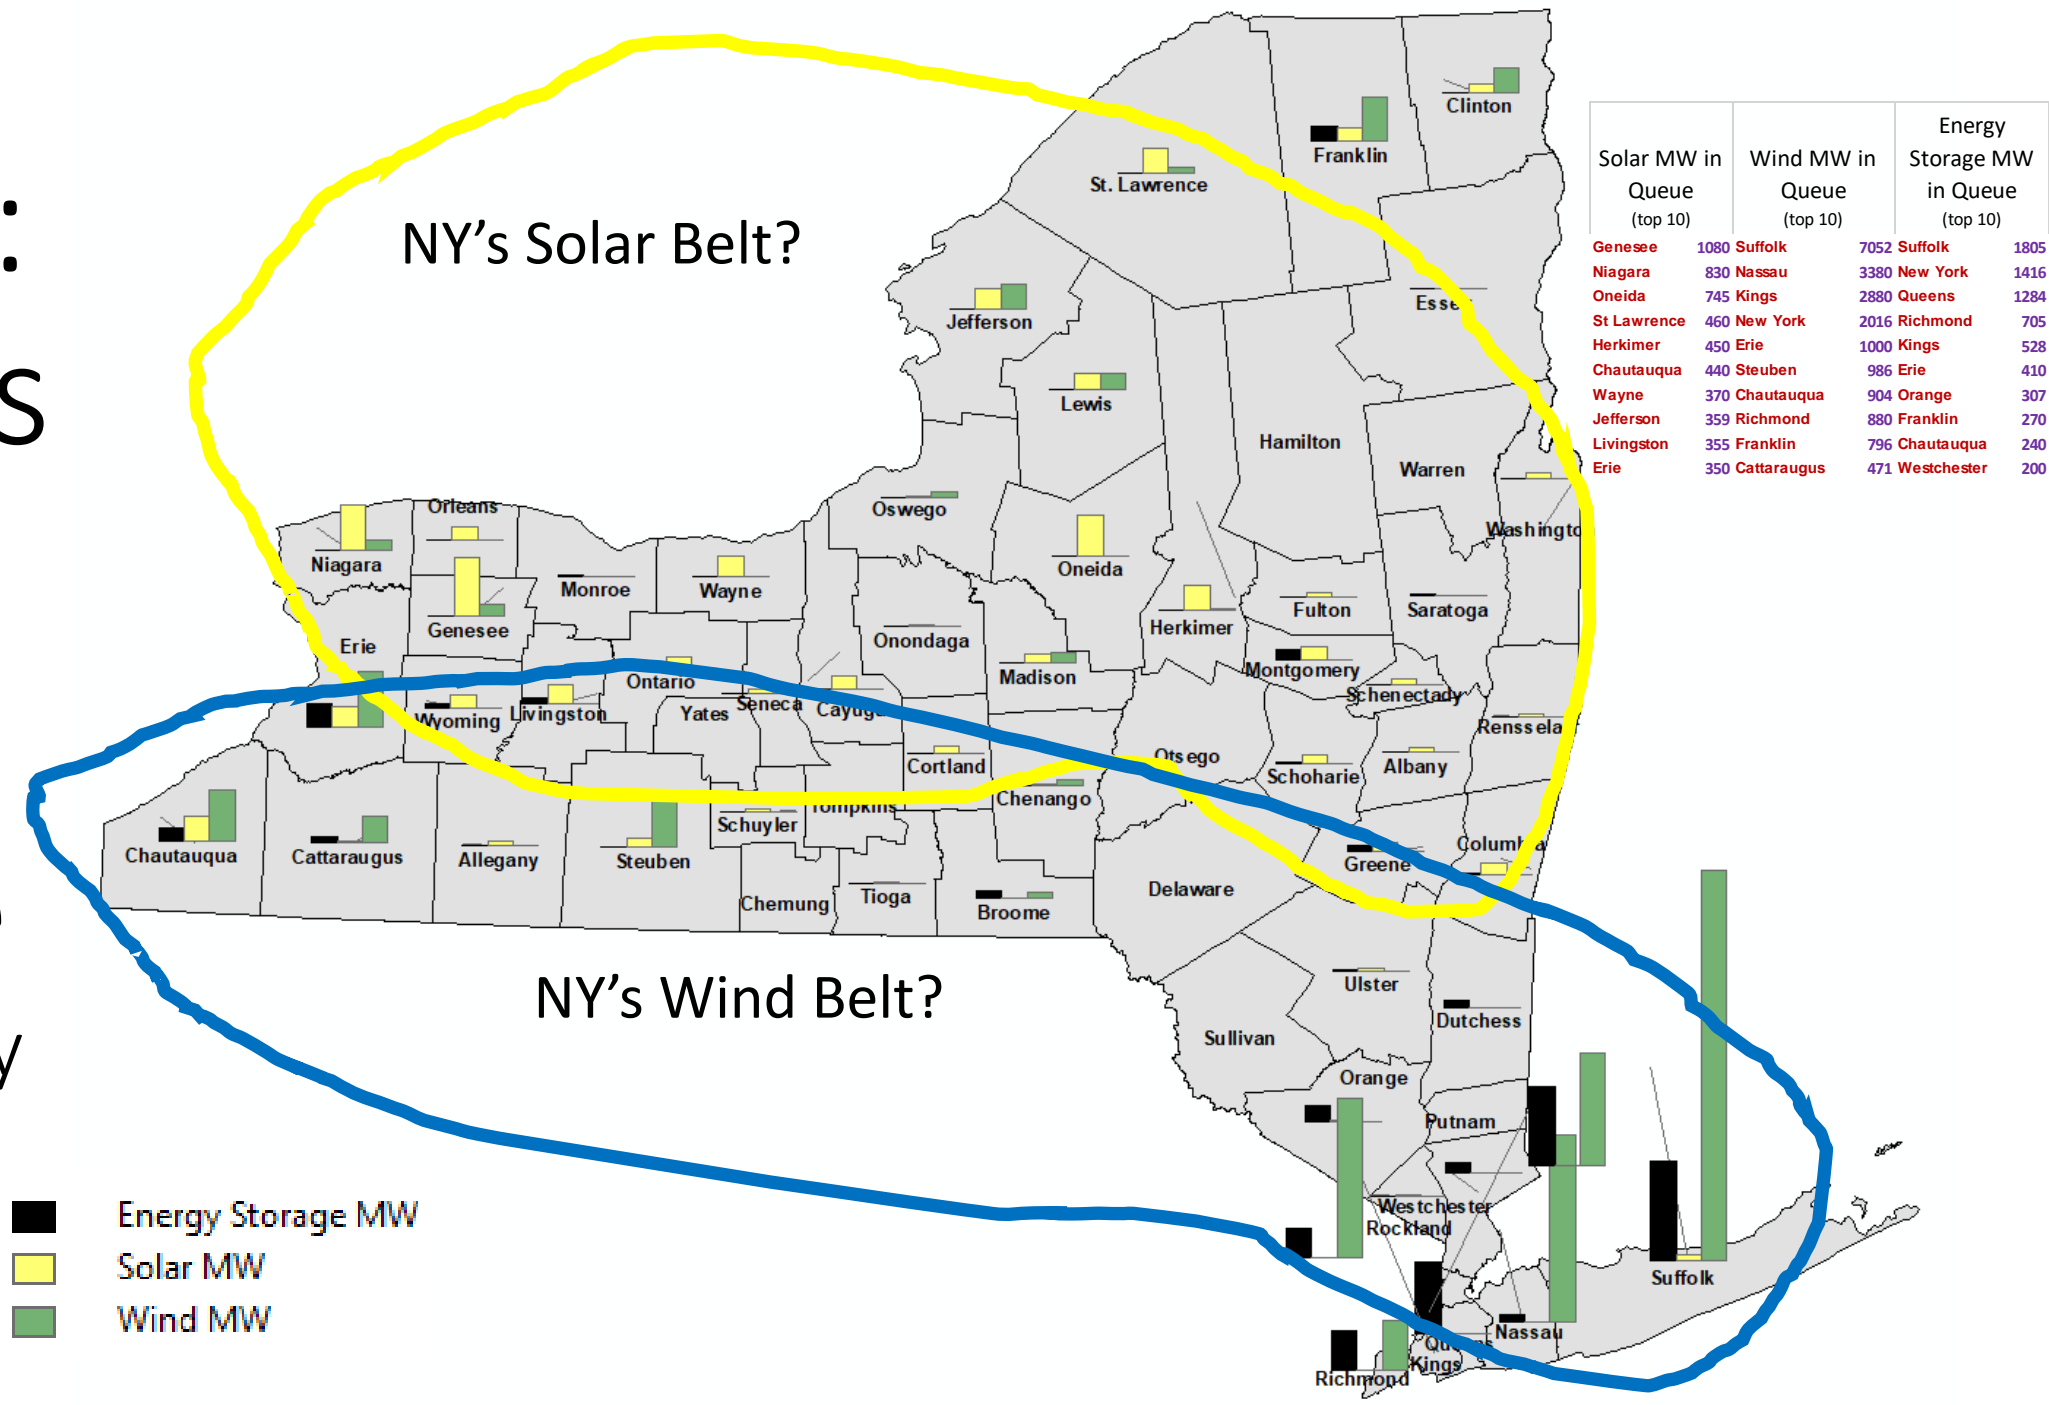 :
S
y
NY's Solar Belt?
NY's Wind Belt?
Clinton
Franklin
St. Lawrence
Jefferson
Essex
Lewis
Hamilton
Warren
Oswego
Orleans
Niagara
Monroe
Wayne
Oneida
Washingto
Genesee
Erie
Onondaga
Herkimer
Fulton
Saratoga
Madison
Montgomery
Schenectady
Ontario
Wyoming
Livingston
Yates
Seneca
Cayuga
Renssela
Cortland
Otsego
Schoharie
Albany
Chenango
Tompkins
Schuyler
Chautauqua
Cattaraugus
Allegany
Steuben
Greene
Columbia
Chemung
Tioga
Broome
Delaware
Ulster
Dutchess
Sullivan
Orange
Putnam
Westchester
Rockland
Suffolk
Nassau
Queens
Kings
Richmond
Energy Storage MW
Solar MW
Wind MW
Solar MW in Queue (top 10) Wind MW in Queue (top 10) Energy Storage MW in Queue (top 10)
Genesee 1080 Suffolk 7052 Suffolk 1805
Niagara 830 Nassau 3380 New York 1416
Oneida 745 Kings 2880 Queens 1284
St Lawrence 460 New York 2016 Richmond 705
Herkimer 450 Erie 1000 Kings 528
Chautauqua 440 Steuben 986 Erie 410
Wayne 370 Chautauqua 904 Orange 307
Jefferson 359 Richmond 880 Franklin 270
Livingston 355 Franklin 796 Chautauqua 240
Erie 350 Cattaraugus 471 Westchester 200